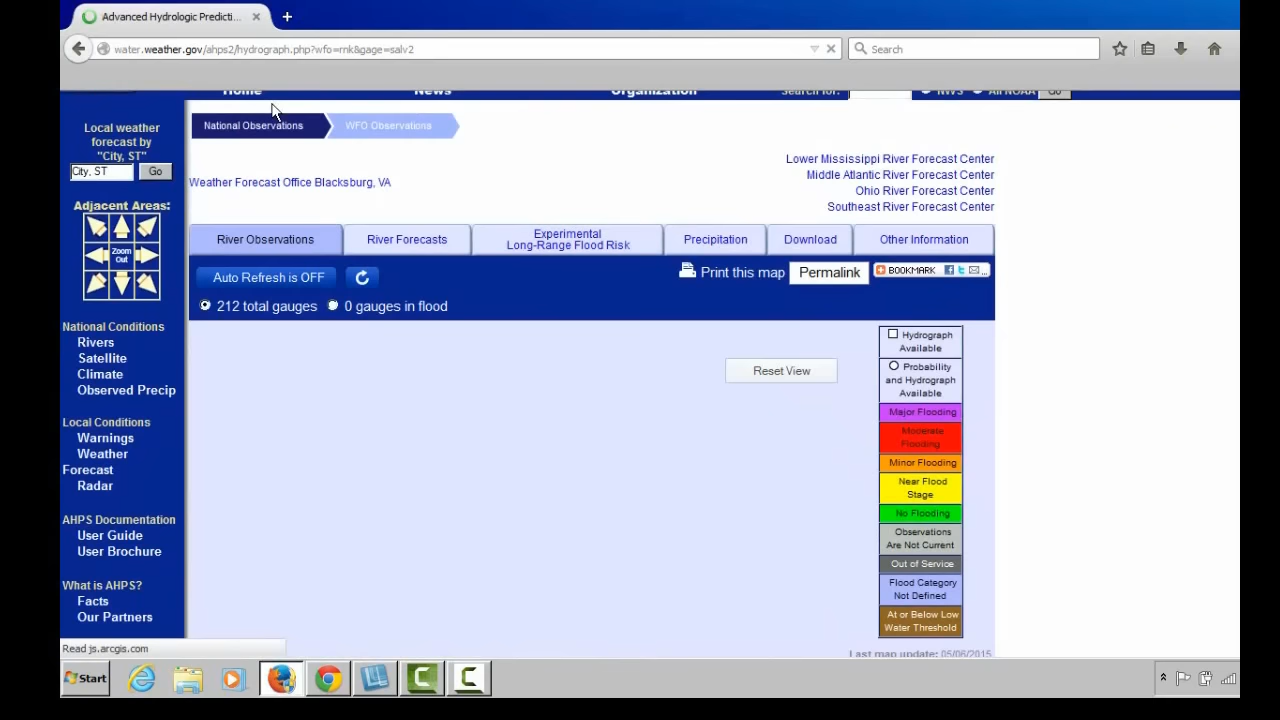 Advanced Hydrologic Predicti...
water.weather.gov/ahps2/hydrograph.php?wfo=rnk&gage=salv2
Search
Home
News
Organization
Search for:
NWS
All NOAA
Go
Local weather
forecast by
"City, ST"
City, ST
Go
Adjacent Areas:
Zoom
Out
National Conditions
Rivers
Satellite
Climate
Observed Precip
Local Conditions
Warnings
Weather
Forecast
Radar
AHPS Documentation
User Guide
User Brochure
What is AHPS?
Facts
Our Partners
National Observations
WFO Observations
Weather Forecast Office Blacksburg, VA
Lower Mississippi River Forecast Center
Middle Atlantic River Forecast Center
Ohio River Forecast Center
Southeast River Forecast Center
River Observations
River Forecasts
Experimental
Long-Range Flood Risk
Precipitation
Download
Other Information
Auto Refresh is OFF
Print this map
Permalink
BOOKMARK
212 total gauges
0 gauges in flood
Reset View
Hydrograph
Available
Probability
and Hydrograph
Available
Major Flooding
Moderate
Flooding
Minor Flooding
Near Flood
Stage
No Flooding
Observations
Are Not Current
Out of Service
Flood Category
Not Defined
At or Below Low
Water Threshold
Last map update: 05/06/2015
Read js.arcgis.com
Start